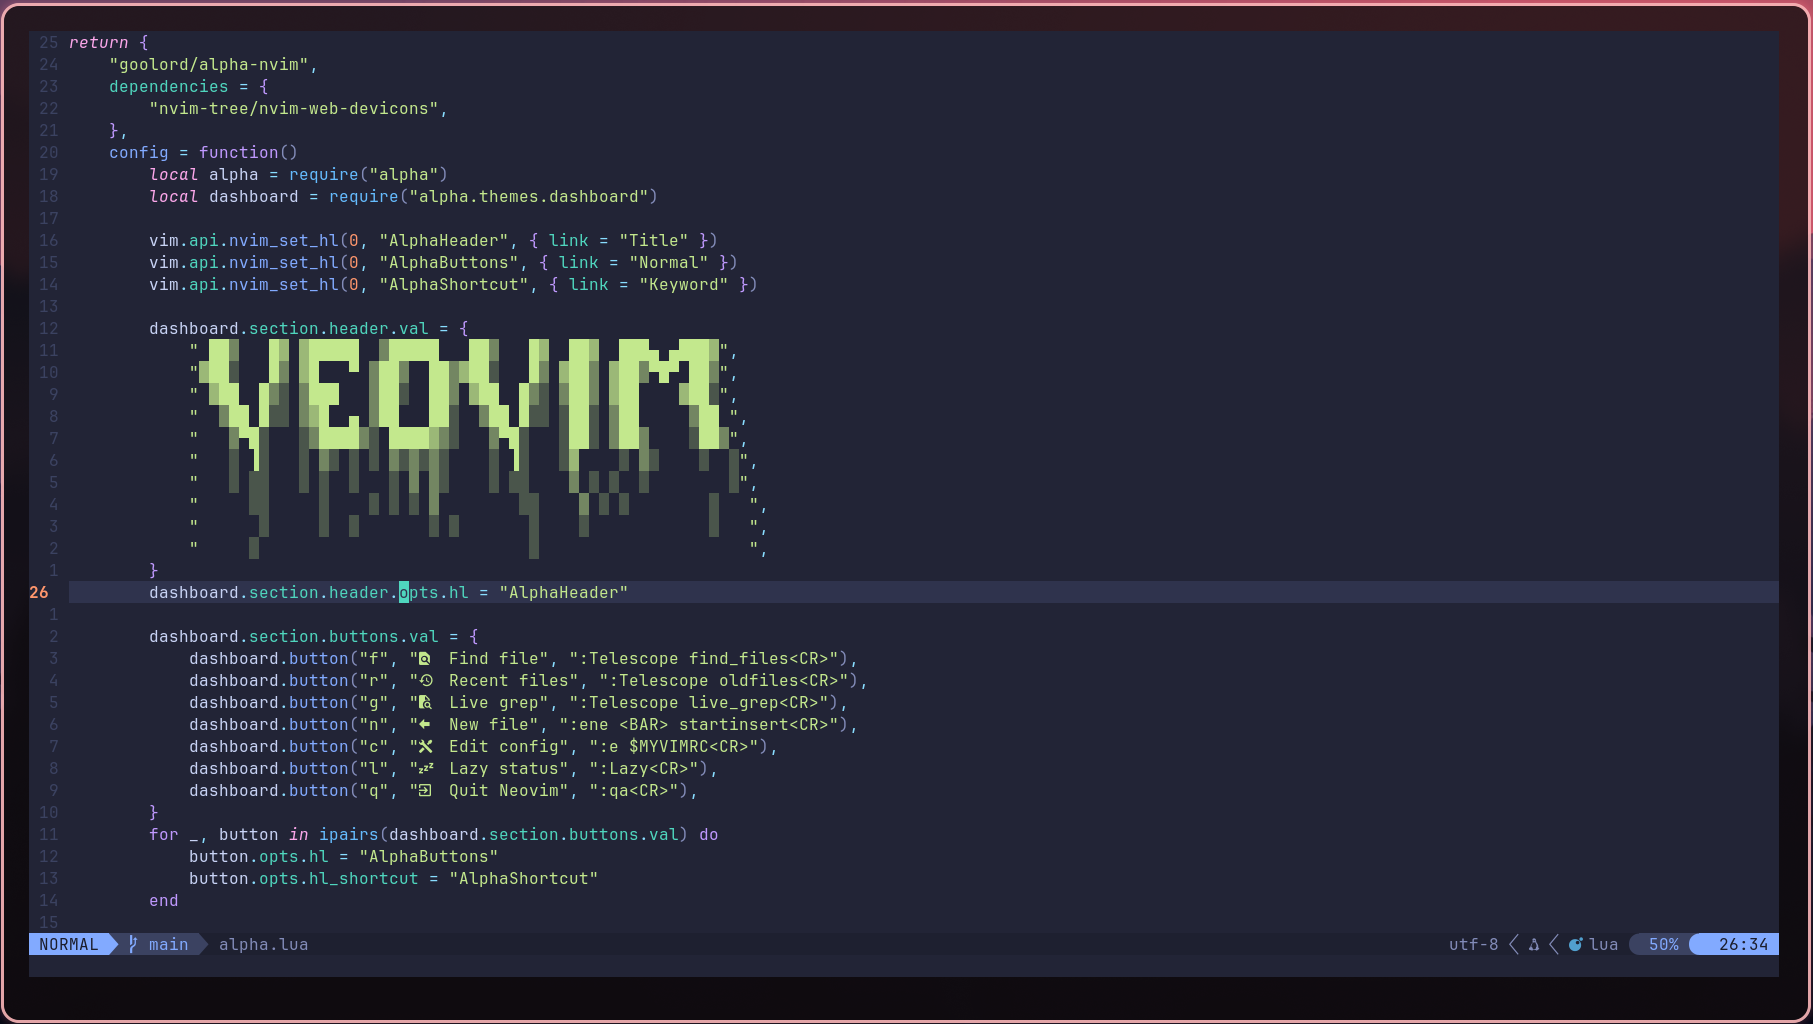 25 return {
24 "goolord/alpha-nvim",
23 dependencies = {
22 "nvim-tree/nvim-web-devicons",
21 },
20 config = function()
19 local alpha = require("alpha")
18 local dashboard = require("alpha.themes.dashboard")
17
16 vim.api.nvim_set_hl(0, "AlphaHeader", { link = "Title" })
15 vim.api.nvim_set_hl(0, "AlphaButtons", { link = "Normal" })
14 vim.api.nvim_set_hl(0, "AlphaShortcut", { link = "Keyword" })
13
12 dashboard.section.header.val = {
11 " ██▒   █▓ ▓█████  ▒█████   ██▒   █▓  ██▓  ███▄ ▄███▓",
10 "▓██░   █▒ ▓█   ▀ ▒██▒  ██▒▓██░   █▒ ▓██▒ ▓██▒▀█▀ ██▒",
9 " ▓██  █▒░ ▒███   ▒██░  ██▒ ▓██  █▒░ ▒██▒ ▓██    ▓██░",
8 "  ▒██ █░░ ▒▓█  ▄ ▒██   ██░  ▒██ █░░ ░██░ ▒██     ▒██ ",
7 "   ▒▀█░   ░▒████▒░ ████▓▒░   ▒▀█░   ░██░ ▒██▒    ░██▒",
6 "   ░ ▐░   ░ ▒░ ░ ░ ▒░▒░▒░    ░ ▐░   ░▓    ░ ▒░    ░  ░",
5 "   ░ ░░   ░ ░  ░   ░ ▒ ▒░    ░ ░░    ▒ ░ ░  ░        ░",
4 "     ░░     ░    ░ ░ ░ ▒        ░░    ▒ ░ ░        ░   ",
3 "      ░     ░  ░       ░ ░       ░    ░            ░   ",
2 "     ░                           ░                     ",
1 }
26 dashboard.section.header.opts.hl = "AlphaHeader"
1
2 dashboard.section.buttons.val = {
3 dashboard.button("f", "  Find file", ":Telescope find_files<CR>"),
4 dashboard.button("r", "  Recent files", ":Telescope oldfiles<CR>"),
5 dashboard.button("g", "  Live grep", ":Telescope live_grep<CR>"),
6 dashboard.button("n", "  New file", ":ene <BAR> startinsert<CR>"),
7 dashboard.button("c", "  Edit config", ":e $MYVIMRC<CR>"),
8 dashboard.button("l", "  Lazy status", ":Lazy<CR>"),
9 dashboard.button("q", "  Quit Neovim", ":qa<CR>"),
10 }
11 for _, button in ipairs(dashboard.section.buttons.val) do
12 button.opts.hl = "AlphaButtons"
13 button.opts.hl_shortcut = "AlphaShortcut"
14 end
15
NORMAL main alpha.lua utf-8 lua 50% 26:34